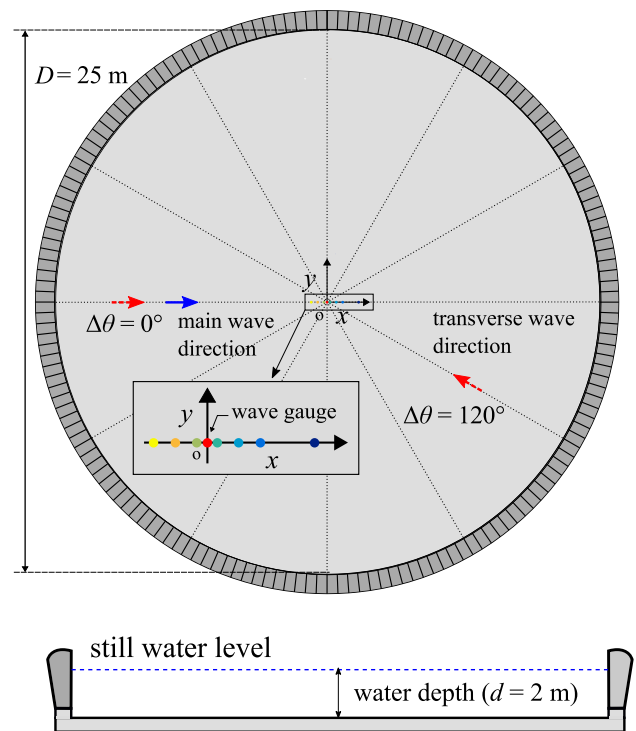 D = 25 m
y
o
x
Δθ = 0°
main wave
direction
transverse wave
direction
Δθ = 120°
y
wave gauge
o
x
still water level
water depth (d = 2 m)